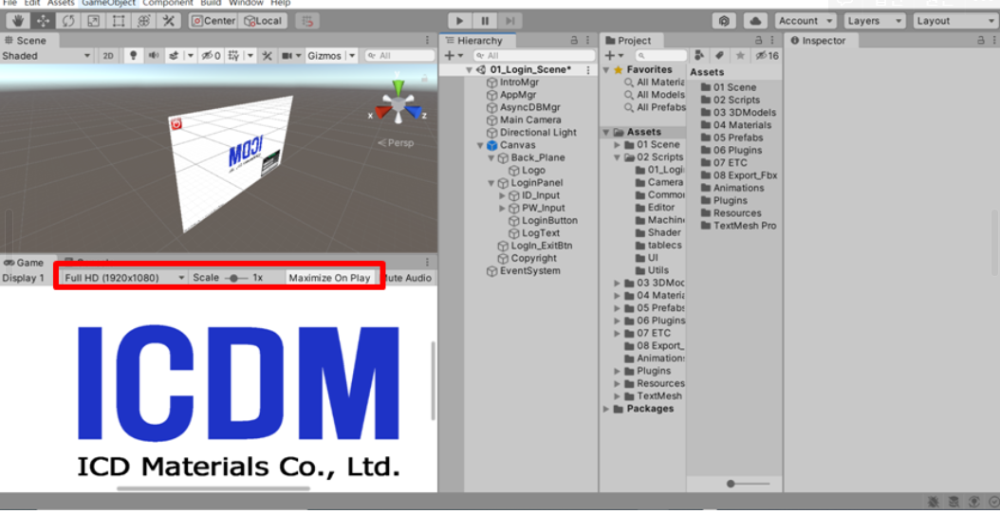 File Edit Assets GameObject Component Build Window Help
Center Local Account Layers Layout
Scene
Shaded 2D 0 Gizmos All
y
x z
Persp
Game
Display 1 Full HD (1920x1080) Scale 1x Maximize On Play Mute Audio
ICDM
ICD Materials Co., Ltd.
Hierarchy
All
01_Login_Scene*
IntroMgr
AppMgr
AsyncDBMgr
Main Camera
Directional Light
Canvas
Back_Plane
Logo
LoginPanel
ID_Input
PW_Input
LoginButton
LogText
LogIn_ExitBtn
Copyright
EventSystem
Project
16
Favorites
All Materia
All Models
All Prefabs
Assets
01 Scene
02 Scripts
01_Logi
Camera
Commo
Editor
Machin
Shader
tablecs
UI
Utils
03 3DMoc
04 Materia
05 Prefabs
06 Plugins
07 ETC
08 Export_
Animations
Plugins
Resources
TextMesh
Packages
Assets
01 Scene
02 Scripts
03 3DModels
04 Materials
05 Prefabs
06 Plugins
07 ETC
08 Export_Fbx
Animations
Plugins
Resources
TextMesh Pro
Inspector